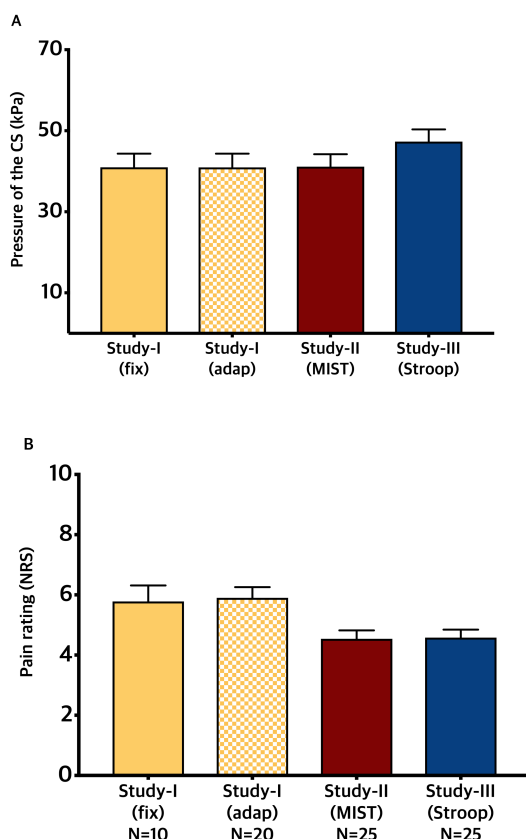 A
Pressure of the CS (kPa)
70
50
30
10
Study-I Study-I Study-II Study-III
(fix) (adap) (MIST) (Stroop)
B
Pain rating (NRS)
10
8
6
4
2
0
Study-I Study-I Study-II Study-III
(fix) (adap) (MIST) (Stroop)
N=10 N=20 N=25 N=25